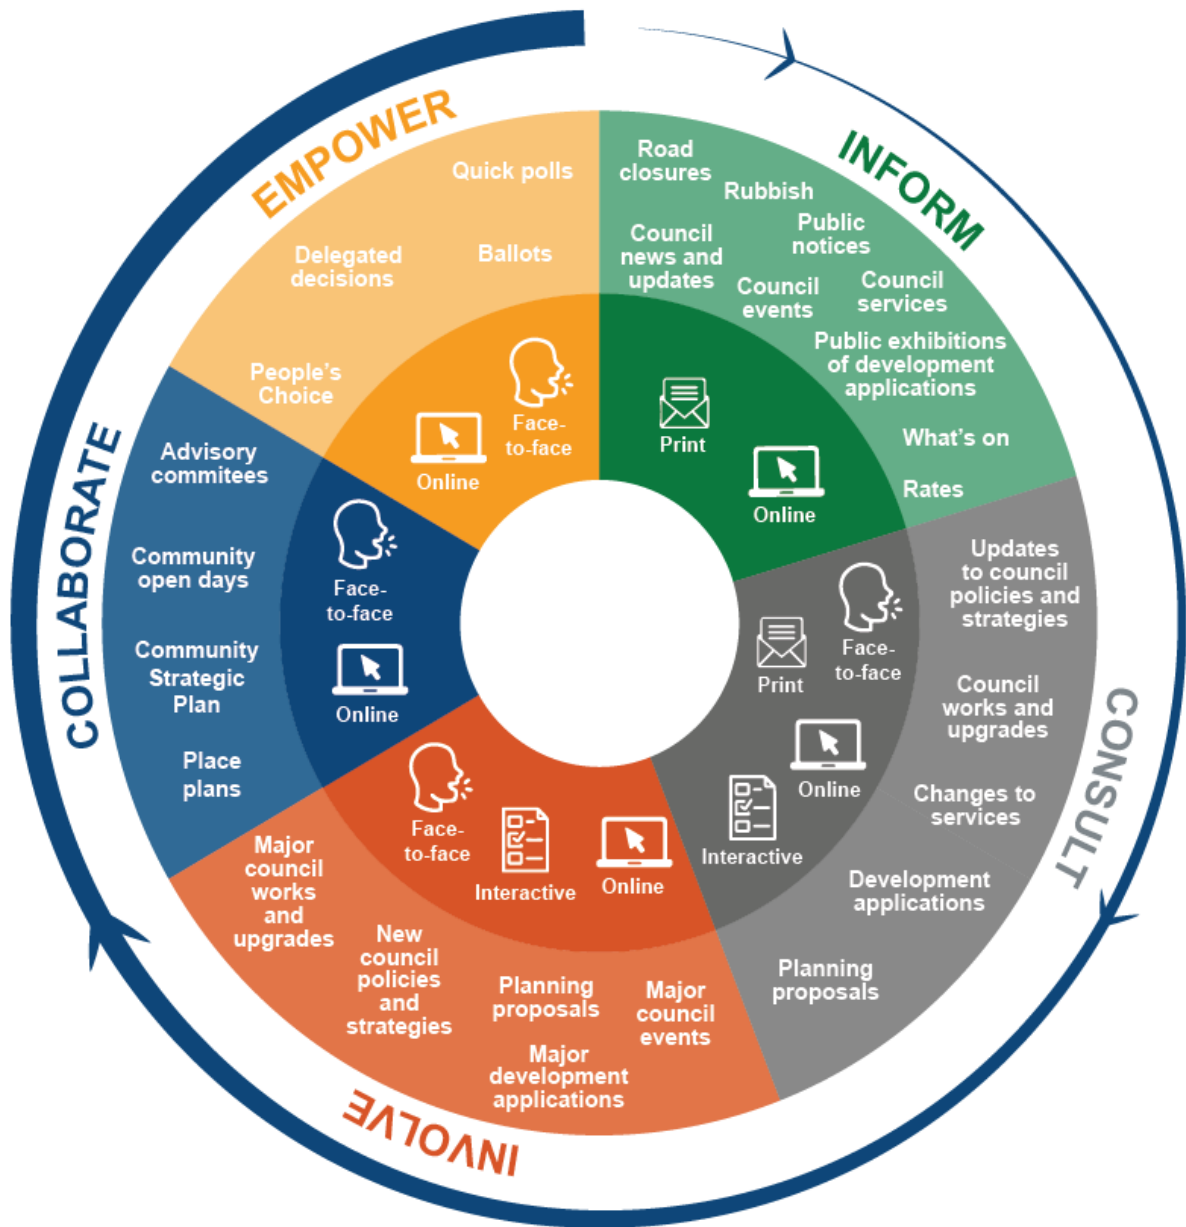 EMPOWER
Quick polls
Delegated
decisions
Ballots
People's
Choice
Face-
to-face
Online
INFORM
Road
closures
Rubbish
Public
notices
Council
news and
updates
Council
events
Council
services
Public exhibitions
of development
applications
What's on
Rates
Print
Online
CONSULT
Updates
to council
policies and
strategies
Council
works and
upgrades
Changes to
services
Development
applications
Planning
proposals
Face-
to-face
Print
Online
Interactive
INVOLVE
Major
council
works
and
upgrades
New
council
policies
and
strategies
Planning
proposals
Major
council
events
Major
development
applications
Face-
to-face
Interactive
Online
COLLABORATE
Advisory
commitees
Community
open days
Community
Strategic
Plan
Place
plans
Face-
to-face
Online